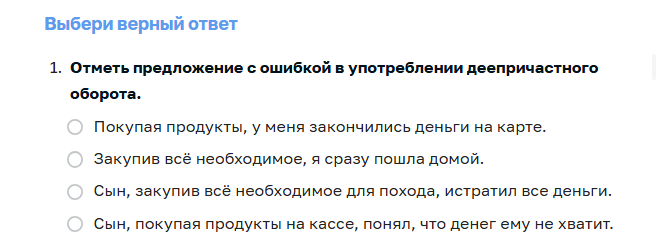 Выбери верный ответ
1. Отметь предложение с ошибкой в употреблении деепричастного
оборота.
Покупая продукты, у меня закончились деньги на карте.
Закупив всё необходимое, я сразу пошла домой.
Сын, закупив всё необходимое для похода, истратил все деньги.
Сын, покупая продукты на кассе, понял, что денег ему не хватит.